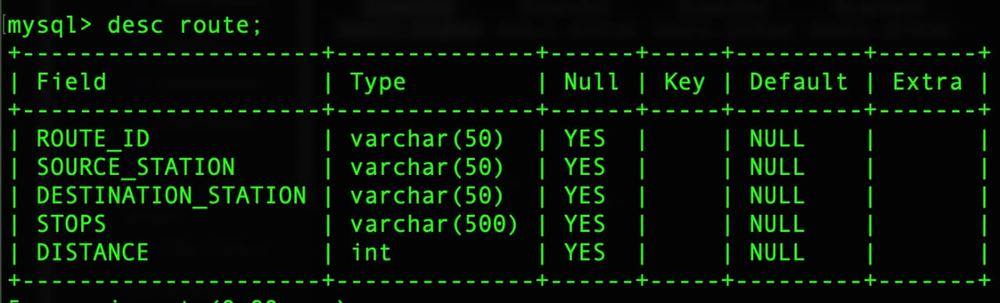 mysql> desc route;
+---------------------+--------------+------+-----+---------+-------+
| Field               | Type         | Null | Key | Default | Extra |
+---------------------+--------------+------+-----+---------+-------+
| ROUTE_ID            | varchar(50)  | YES  |     | NULL    |       |
| SOURCE_STATION      | varchar(50)  | YES  |     | NULL    |       |
| DESTINATION_STATION | varchar(50)  | YES  |     | NULL    |       |
| STOPS               | varchar(500) | YES  |     | NULL    |       |
| DISTANCE            | int          | YES  |     | NULL    |       |
+---------------------+--------------+------+-----+---------+-------+